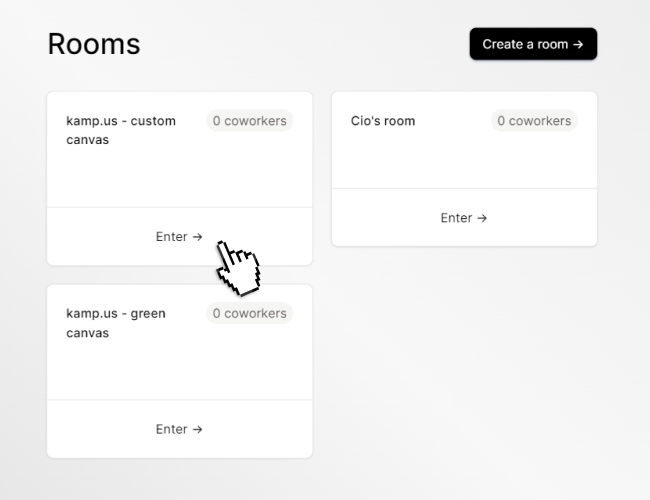 Rooms
Create a room →
kamp.us - custom
canvas
0 coworkers
Enter →
Cio's room
0 coworkers
Enter →
kamp.us - green
canvas
0 coworkers
Enter →